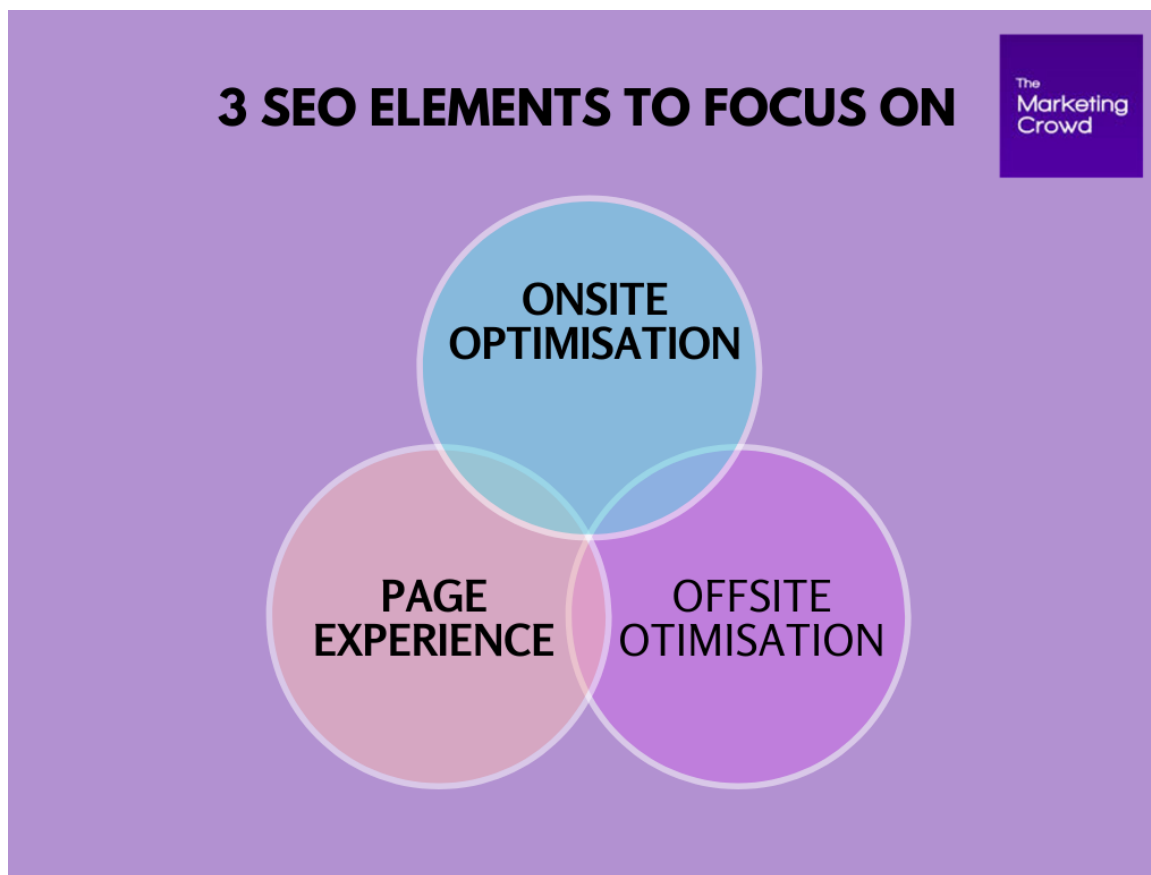 3 SEO ELEMENTS TO FOCUS ON
The
Marketing
Crowd
ONSITE
OPTIMISATION
PAGE
EXPERIENCE
OFFSITE
OTIMISATION